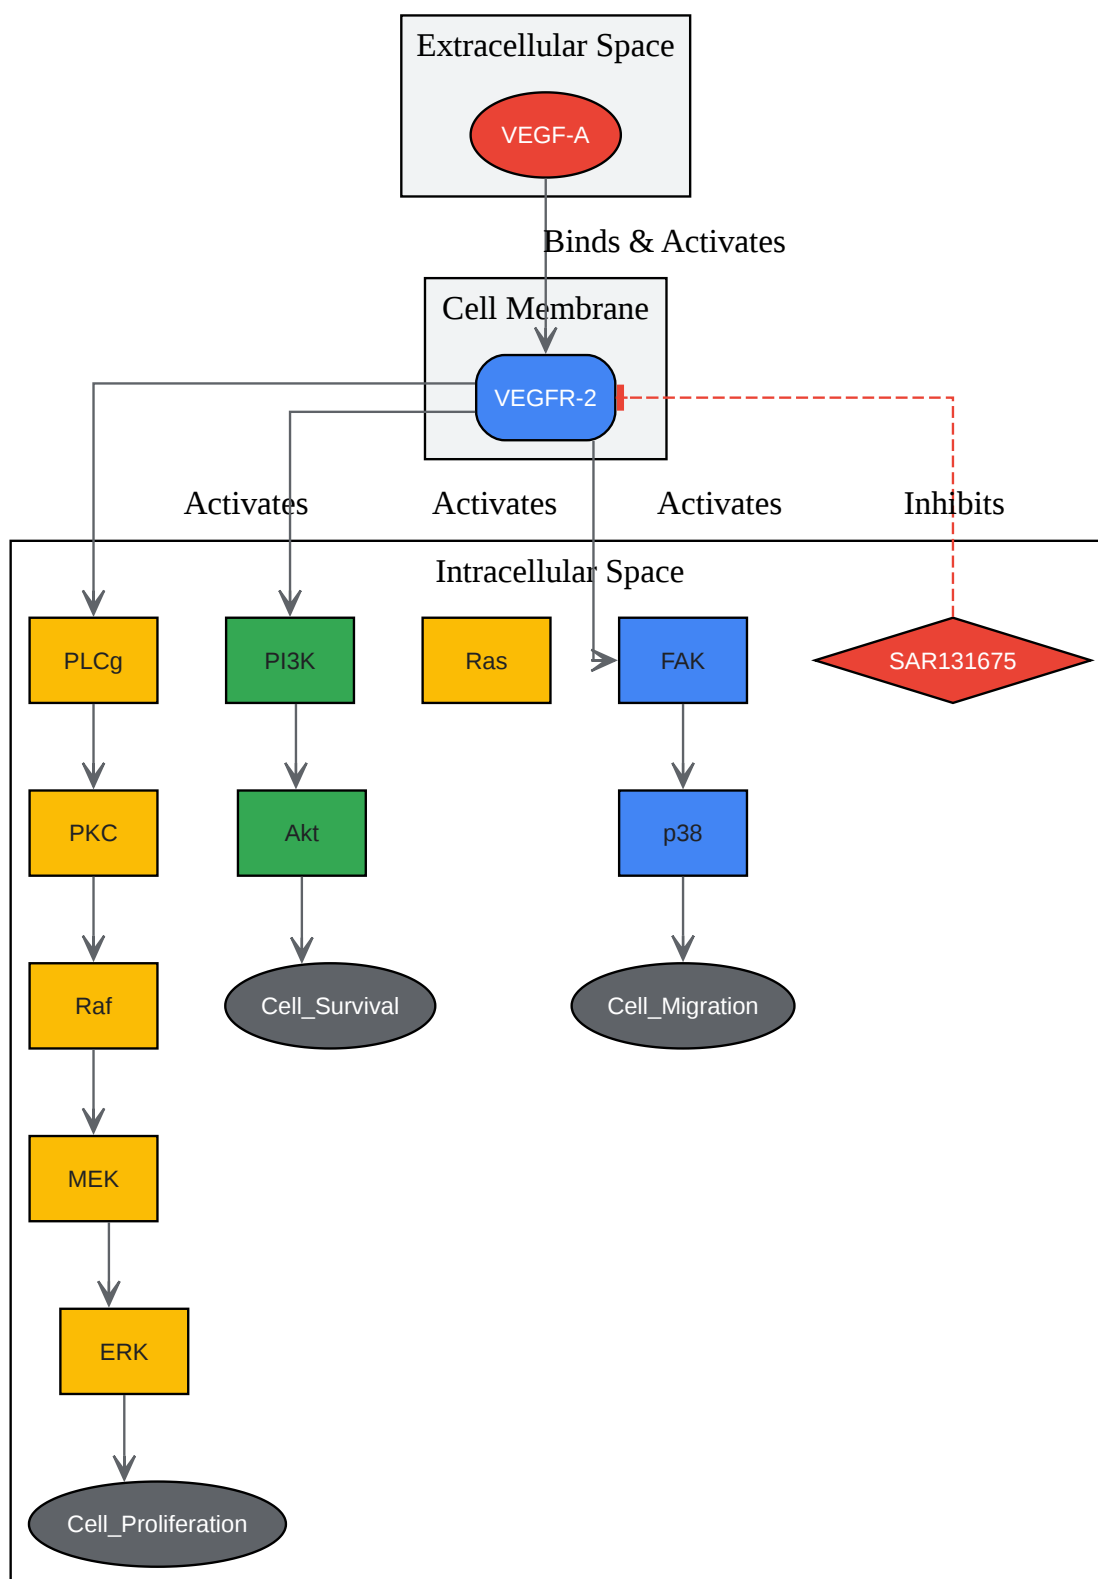 Extracellular Space
VEGF-A
Binds & Activates
Cell Membrane
VEGFR-2
Activates
Activates
Activates
Inhibits
Intracellular Space
PLCg
PI3K
Ras
FAK
SAR131675
PKC
Akt
p38
Raf
Cell_Survival
Cell_Migration
MEK
ERK
Cell_Proliferation